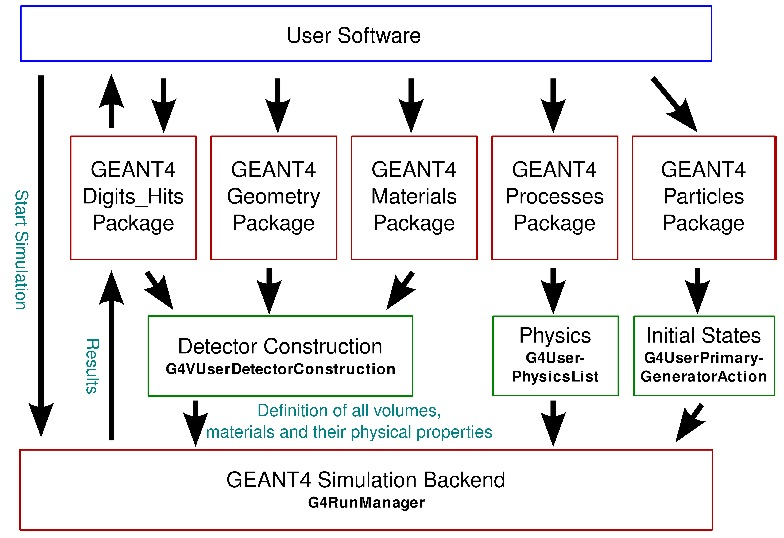 User Software
GEANT4
Digits_Hits
Package
GEANT4
Geometry
Package
GEANT4
Materials
Package
GEANT4
Processes
Package
GEANT4
Particles
Package
Start Simulation
Results
Detector Construction
G4VUserDetectorConstruction
Physics
G4User-
PhysicsList
Initial States
G4UserPrimary-
GeneratorAction
Definition of all volumes,
materials and their physical properties
GEANT4 Simulation Backend
G4RunManager